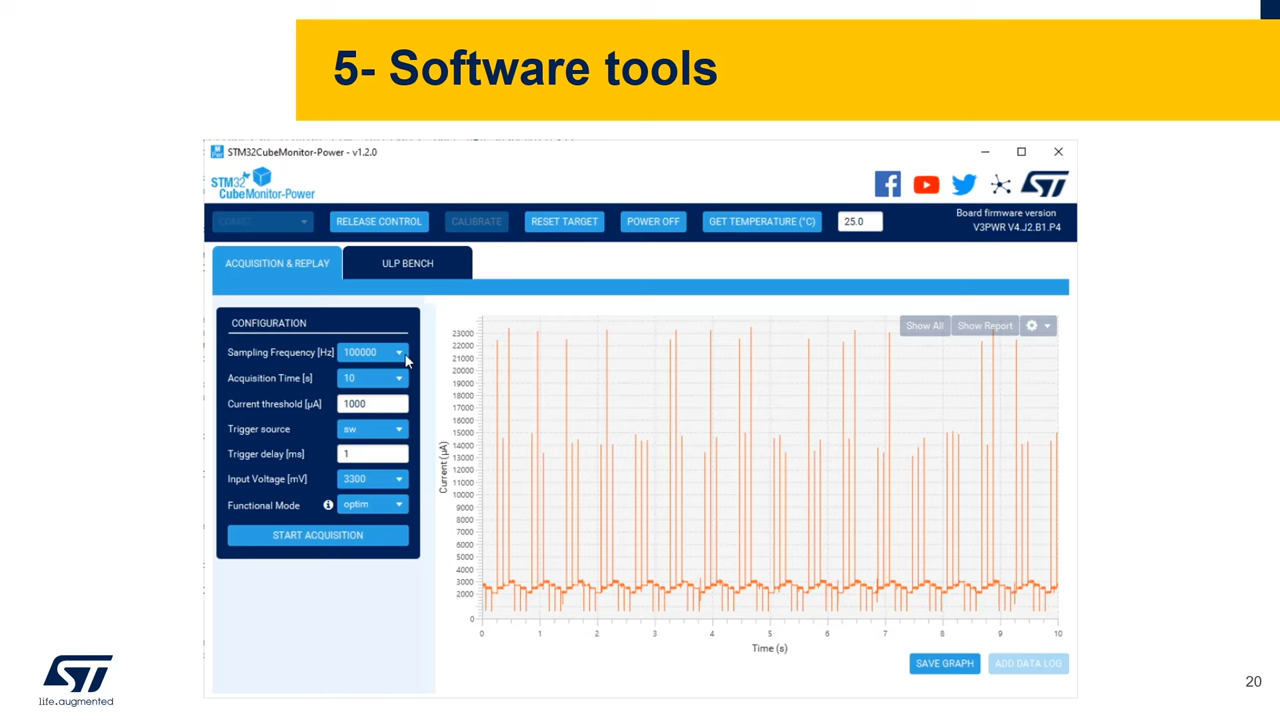 5- Software tools
STM32CubeMonitor-Power - v1.2.0
STM32
CubeMonitor-Power
RELEASE CONTROL
CALIBRATE
RESET TARGET
POWER OFF
GET TEMPERATURE (°C)
25.0
Board firmware version
V3PWR V4.J2.B1.P4
ACQUISITION & REPLAY
ULP BENCH
CONFIGURATION
Sampling Frequency [Hz] 100000
Acquisition Time [s] 10
Current threshold [µA] 1000
Trigger source sw
Trigger delay [ms] 1
Input Voltage [mV] 3300
Functional Mode optim
START ACQUISITION
Show All
Show Report
Current (µA)
23000
22000
21000
20000
19000
18000
17000
16000
15000
14000
13000
12000
11000
10000
9000
8000
7000
6000
5000
4000
3000
2000
0
0 1 2 3 4 5 6 7 8 9 10
Time (s)
SAVE GRAPH
ADD DATA LOG
ST
life.augmented
20